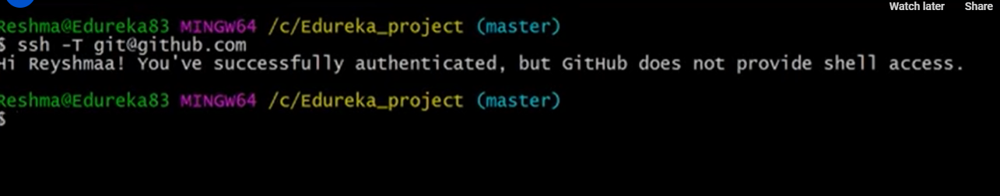 Watch later Share
Reshma@Edureka83 MINGW64 /c/Edureka_project (master)
$ ssh -T git@github.com
Hi Reyshmaa! You've successfully authenticated, but GitHub does not provide shell access.
Reshma@Edureka83 MINGW64 /c/Edureka_project (master)
$